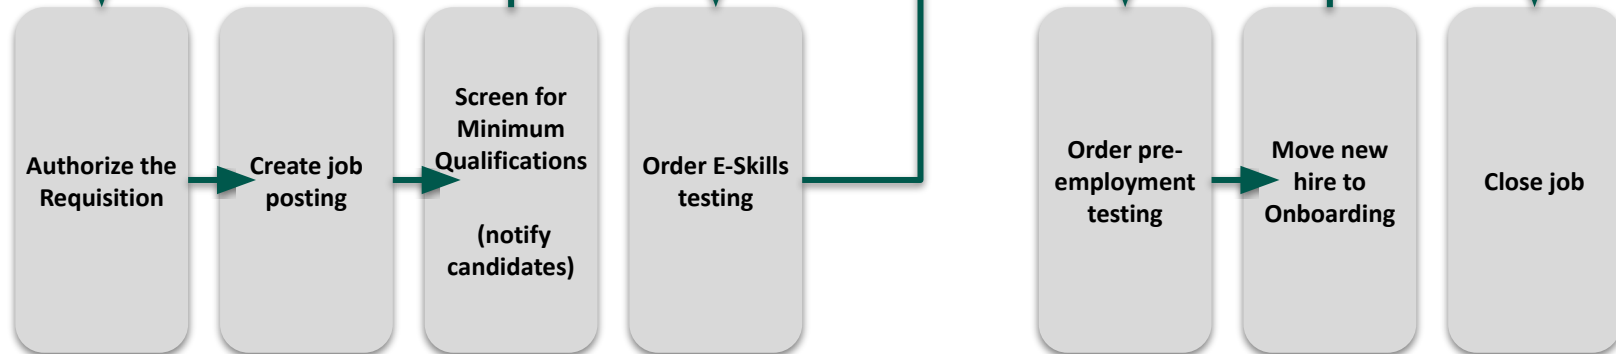 Authorize the
Requisition
Create job
posting
Screen for
Minimum
Qualifications
(notify
candidates)
Order E-Skills
testing
Order pre-
employment
testing
Move new
hire to
Onboarding
Close job